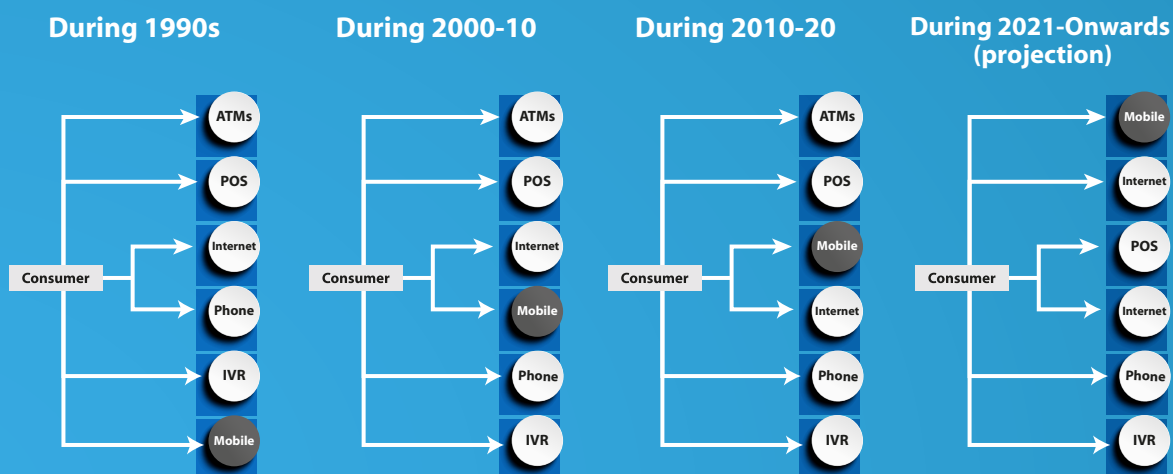 During 1990s
ATMs
POS
Internet
Consumer
Phone
IVR
Mobile
During 2000-10
ATMs
POS
Internet
Consumer
Mobile
Phone
IVR
During 2010-20
ATMs
POS
Mobile
Consumer
Internet
Phone
IVR
During 2021-Onwards
(projection)
Mobile
Internet
POS
Consumer
Internet
Phone
IVR